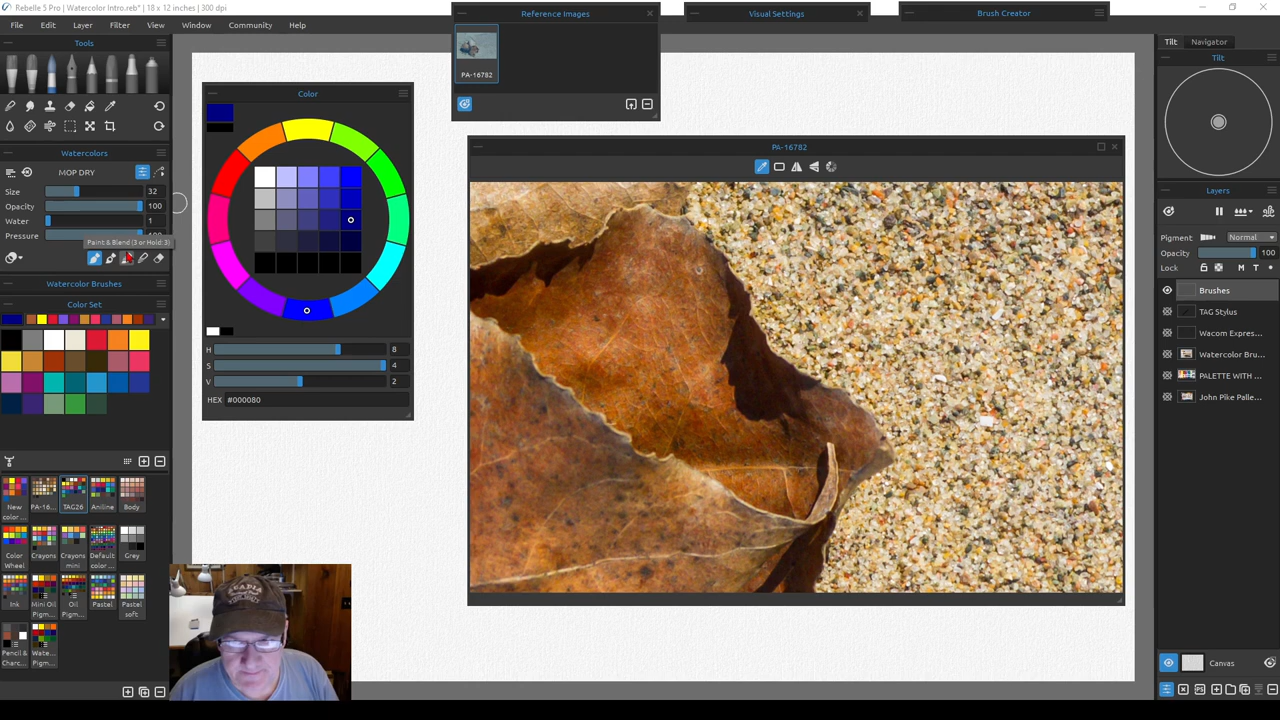 Rebelle 5 Pro | Watercolor Intro.reb* | 18 x 12 inches | 300 dpi
File Edit Layer Filter View Window Community Help
Tools
Watercolors
MOP DRY
Size 32
Opacity 100
Water 1
Pressure
Paint & Blend (3 or Hold: 3)
Watercolor Brushes
Color Set
New color ...
PA-16...
TAG26
Aniline
Body
Color Wheel
Crayons
Crayons mini
Default color ...
Grey
Ink
Mini Oil Pigm...
Oil Pigm...
Pastel
Pastel soft
Pencil & Charc...
Wate... Pigm...
Color
H 8
S 4
V 2
HEX #000080
Reference Images
PA-16782
Visual Settings
Brush Creator
PA-16782
Tilt Navigator
Tilt
Layers
Pigment Normal
Opacity 100
Lock M T
Brushes
TAG Stylus
Wacom Expres...
Watercolor Bru...
PALETTE WITH ...
John Pike Palle...
Canvas
PS